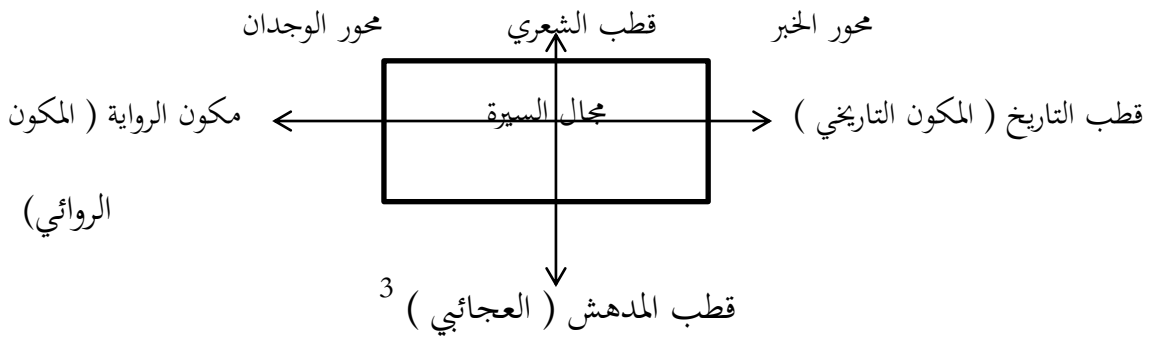 محور الخبر قطب الشعري محور الوجدان
مجال السيرة
قطب التاريخ ( المكون التاريخي ) مكون الرواية ( المكون
الروائي)
قطب المدهش ( العجائبي ) 3